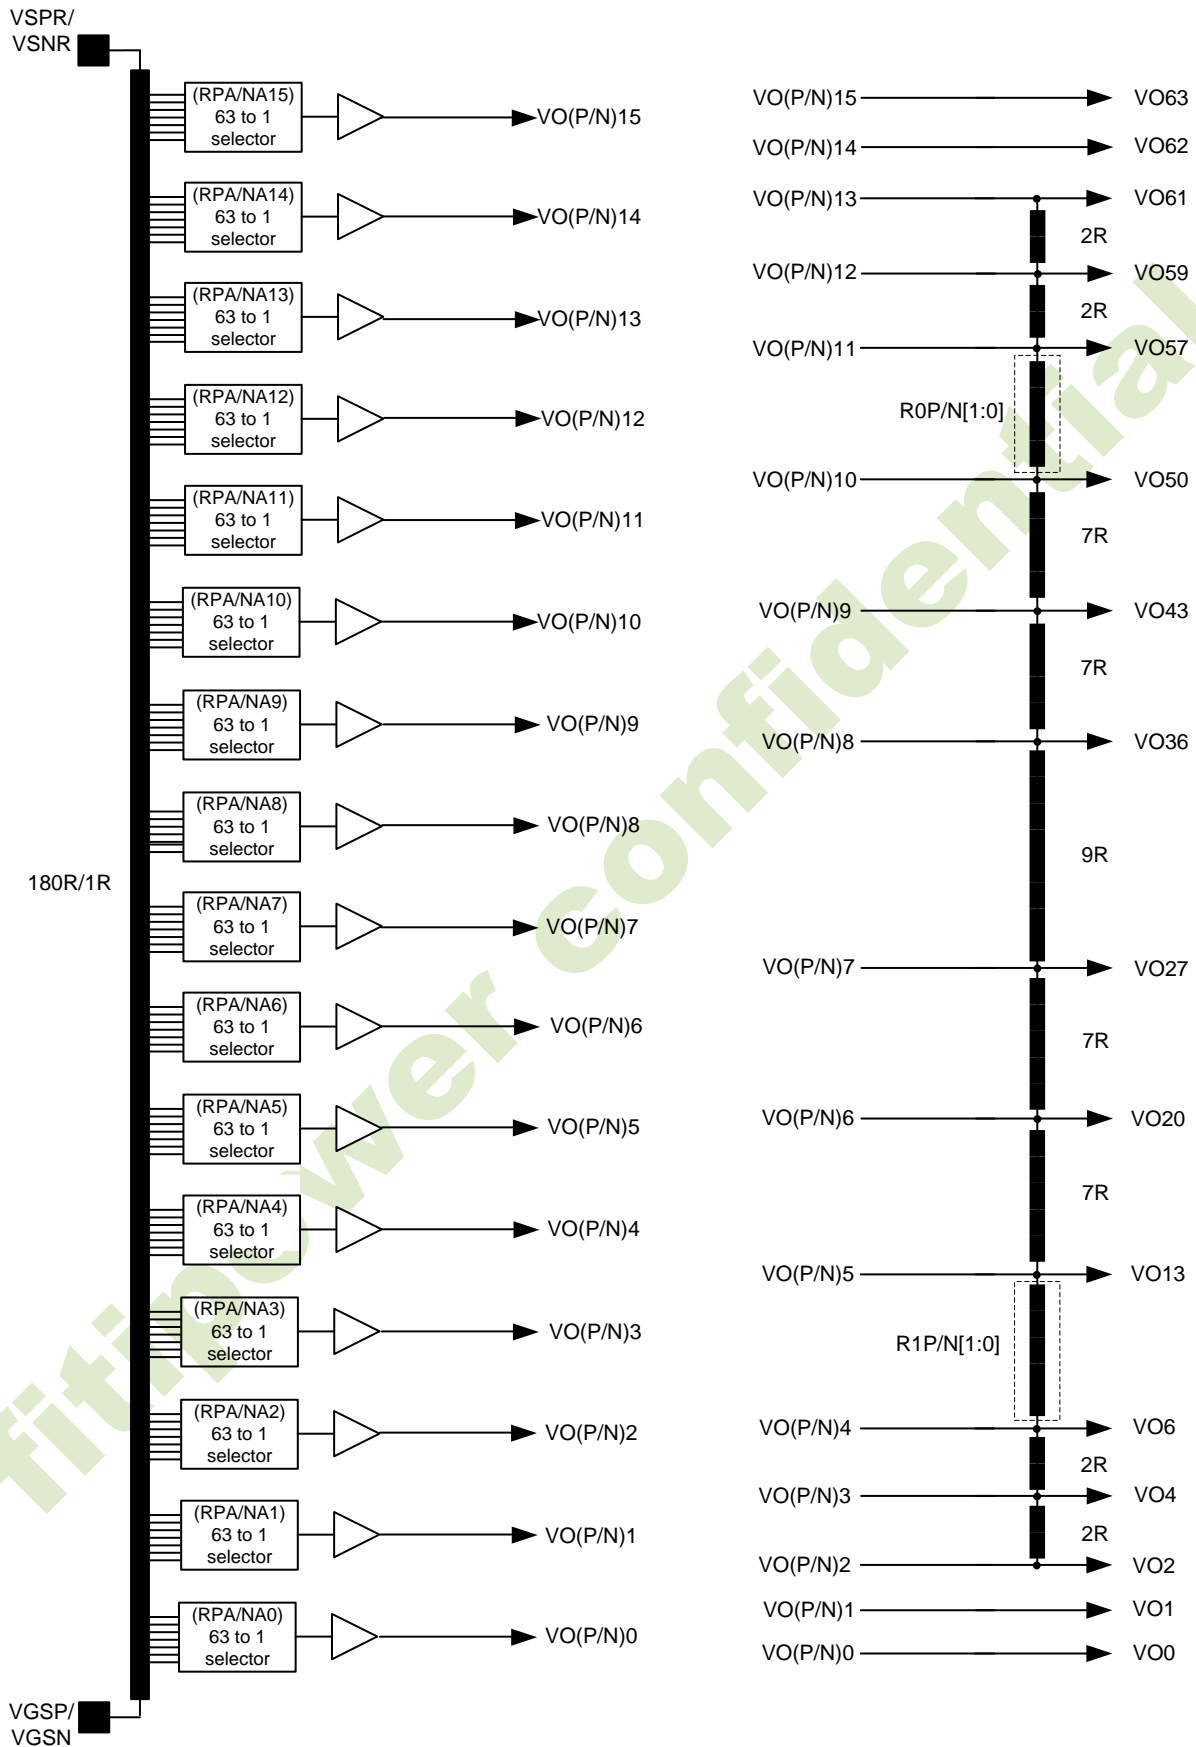 VSPR/
VSNR
(RPA/NA15)
63 to 1
selector
VO(P/N)15
(RPA/NA14)
63 to 1
selector
VO(P/N)14
(RPA/NA13)
63 to 1
selector
VO(P/N)13
(RPA/NA12)
63 to 1
selector
VO(P/N)12
(RPA/NA11)
63 to 1
selector
VO(P/N)11
(RPA/NA10)
63 to 1
selector
VO(P/N)10
(RPA/NA9)
63 to 1
selector
VO(P/N)9
(RPA/NA8)
63 to 1
selector
VO(P/N)8
180R/1R
(RPA/NA7)
63 to 1
selector
VO(P/N)7
(RPA/NA6)
63 to 1
selector
VO(P/N)6
(RPA/NA5)
63 to 1
selector
VO(P/N)5
(RPA/NA4)
63 to 1
selector
VO(P/N)4
(RPA/NA3)
63 to 1
selector
VO(P/N)3
(RPA/NA2)
63 to 1
selector
VO(P/N)2
(RPA/NA1)
63 to 1
selector
VO(P/N)1
(RPA/NA0)
63 to 1
selector
VO(P/N)0
VGSP/
VGSN
VO(P/N)15 VO63
VO(P/N)14 VO62
VO(P/N)13 VO61
2R
VO(P/N)12 VO59
2R
VO(P/N)11 VO57
R0P/N[1:0]
VO(P/N)10 VO50
7R
VO(P/N)9 VO43
7R
VO(P/N)8 VO36
9R
VO(P/N)7 VO27
7R
VO(P/N)6 VO20
7R
VO(P/N)5 VO13
R1P/N[1:0]
VO(P/N)4 VO6
2R
VO(P/N)3 VO4
2R
VO(P/N)2 VO2
VO(P/N)1 VO1
VO(P/N)0 VO0
fitipower confidential